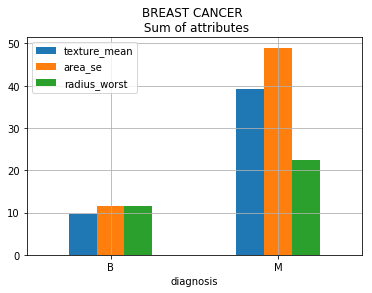 BREAST CANCER
Sum of attributes
texture_mean
area_se
radius_worst
50
40
30
20
10
0
B
M
diagnosis